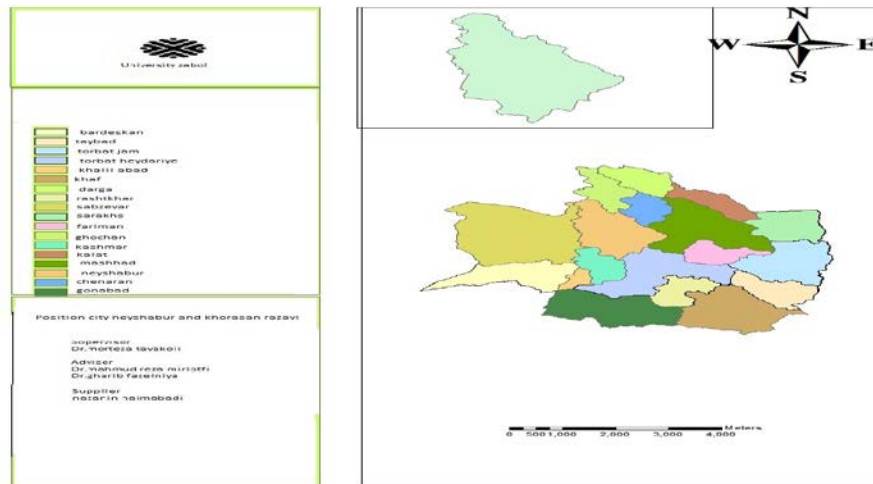 University zabol
bardeskan
taybad
torbat jam
torbat heydariye
khalil abad
khaf
darga
rashtkhar
sabzevar
sarakhs
fariman
ghochan
kashmar
kalat
mashhad
neyshabur
chenaran
gonabad
Position city neyshabur and khorasan razavi
Supervisor
Dr.morteza tavakoli
Adviser
Dr.mahmud reza
Dr.gharib fazelniya
Supplier
N
W E
S
0 500 1,000 2,000 3,000 4,000 Meters